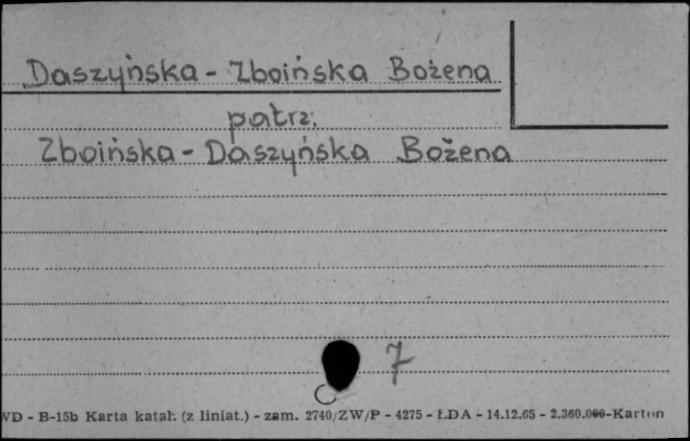 Daszyńska - Zboińska Bożena
patrz.
Zboińska - Daszyńska Bożena
7
WD - B-15b Karta katal. (z liniat.) - zam. 2740/ZW/P - 4275 - ŁDA - 14.12.65 - 2.360.000-Karton